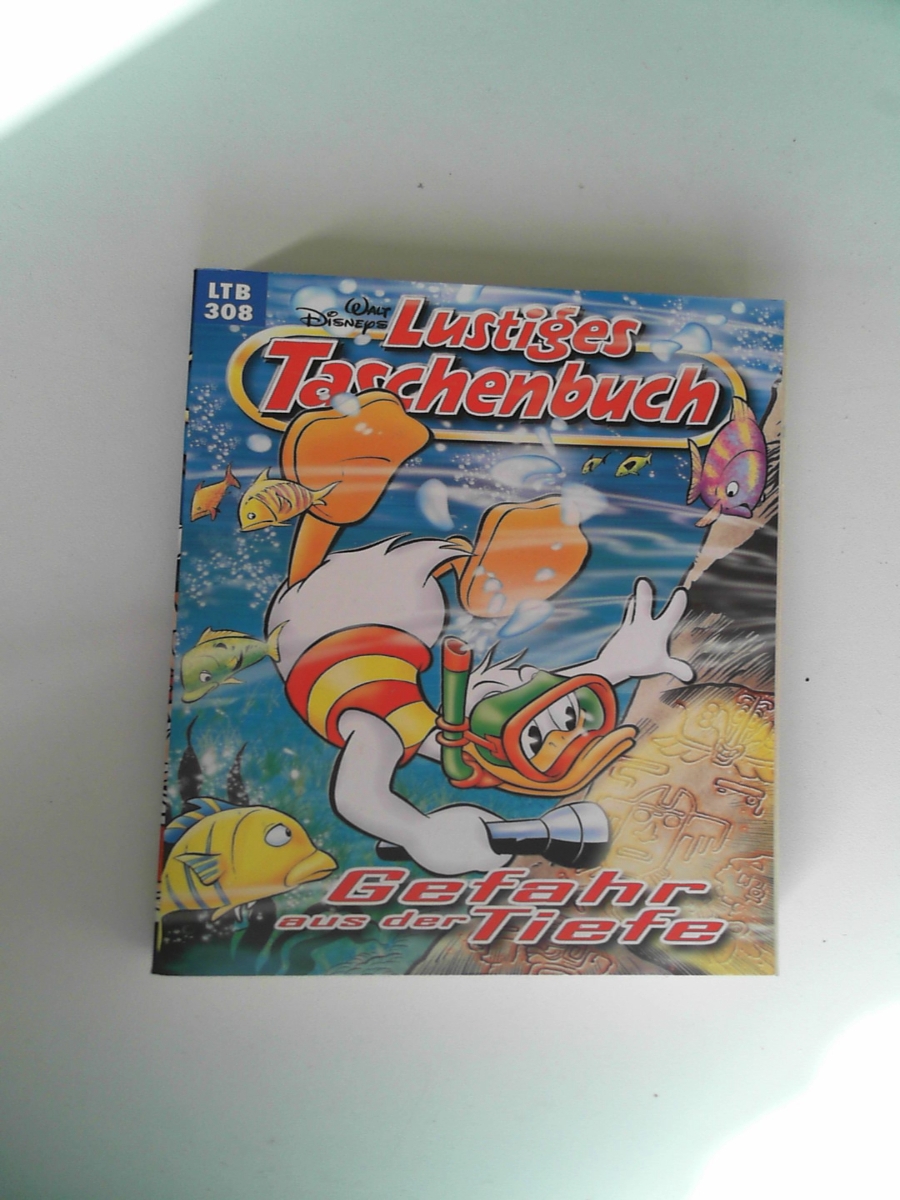 LTB
308
Walt
Disneys
Lustiges
Taschenbuch
Gefahr
aus der Tiefe